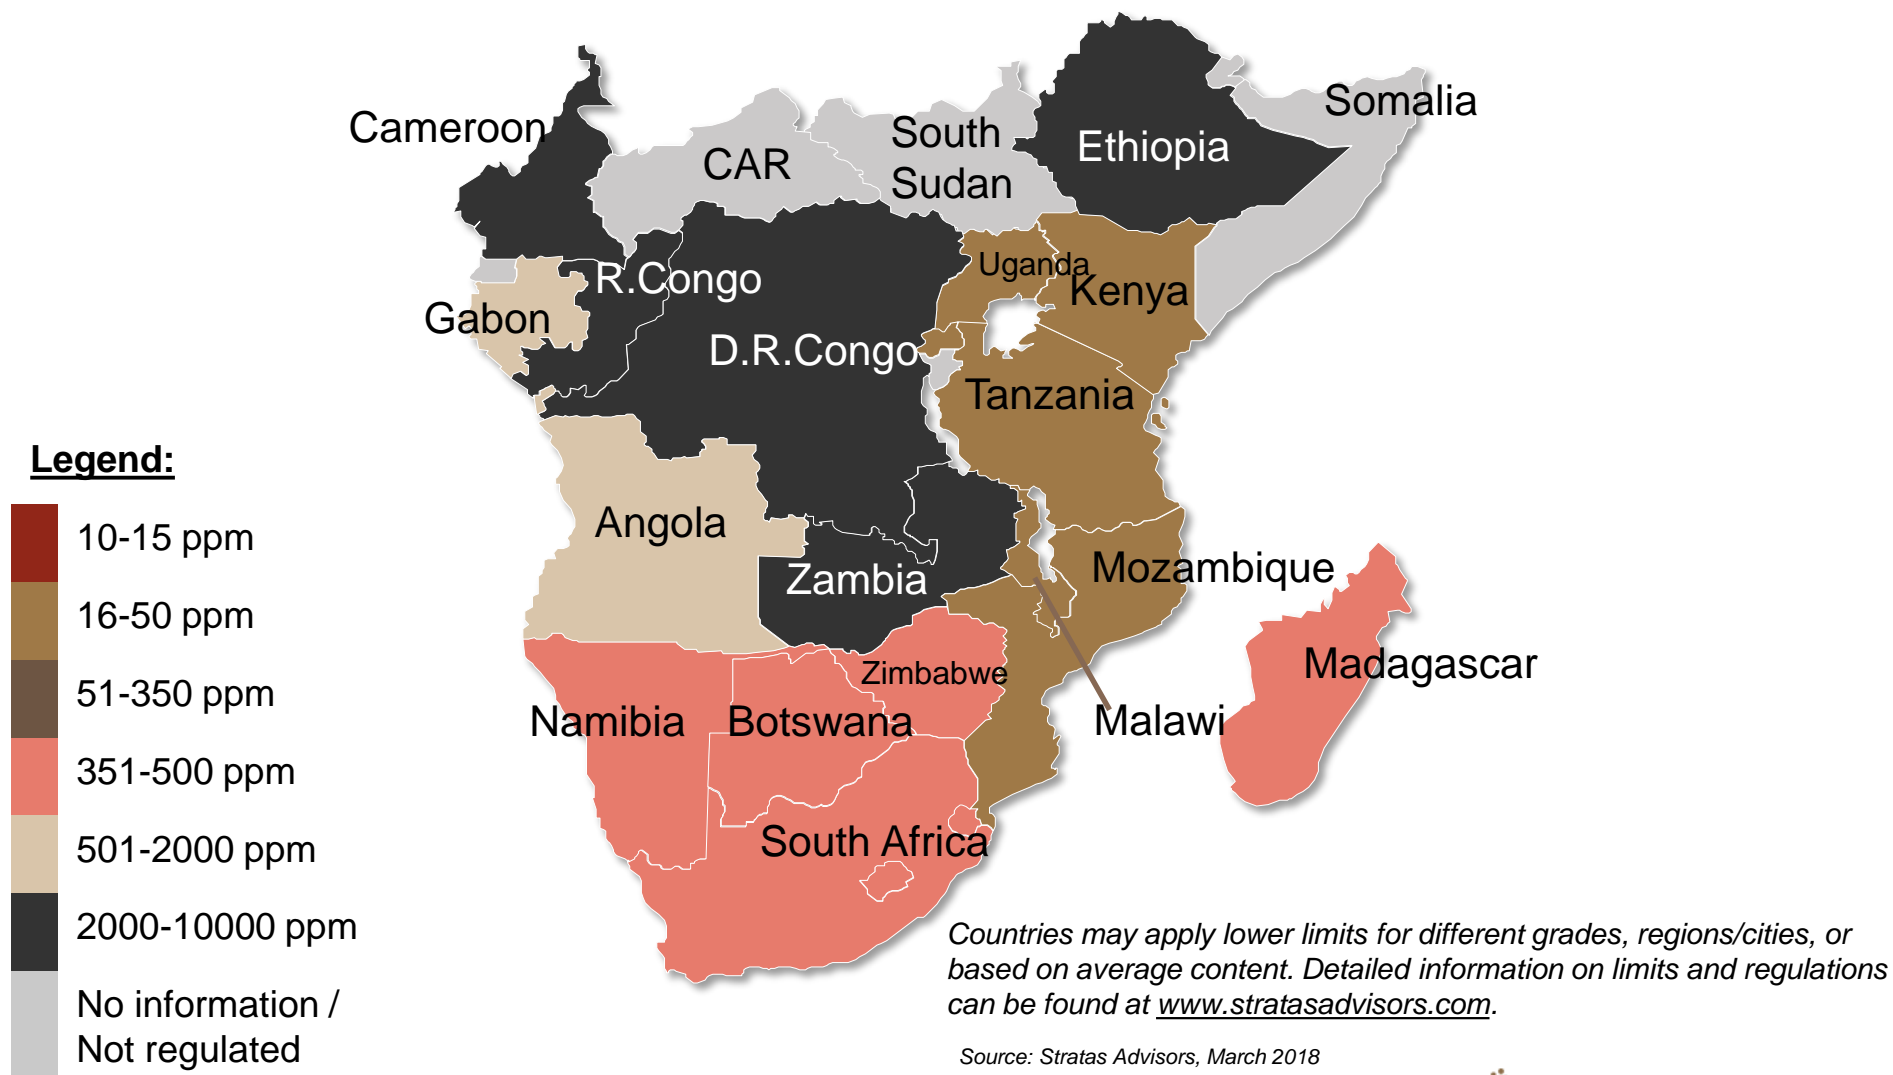 Somalia
Cameroon
South
Sudan
Ethiopia
CAR
Uganda
R.Congo
Kenya
Gabon
D.R.Congo
Tanzania
Legend:
10-15 ppm
16-50 ppm
51-350 ppm
351-500 ppm
501-2000 ppm
2000-10000 ppm
No information /
Not regulated
Angola
Zambia
Mozambique
Madagascar
Zimbabwe
Namibia
Botswana
Malawi
South Africa
Countries may apply lower limits for different grades, regions/cities, or
based on average content. Detailed information on limits and regulations
can be found at www.stratasadvisors.com.
Source: Stratas Advisors, March 2018